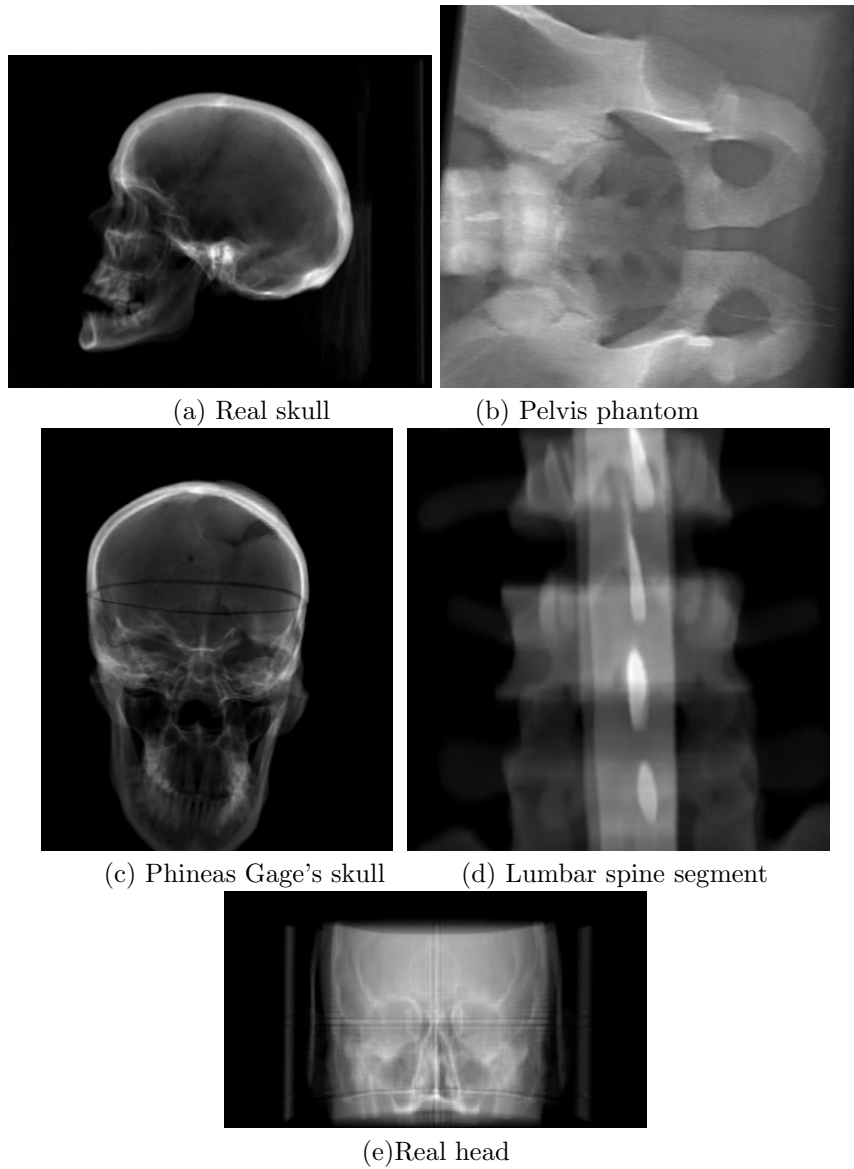 (a) Real skull
(b) Pelvis phantom
(c) Phineas Gage's skull
(d) Lumbar spine segment
(e)Real head